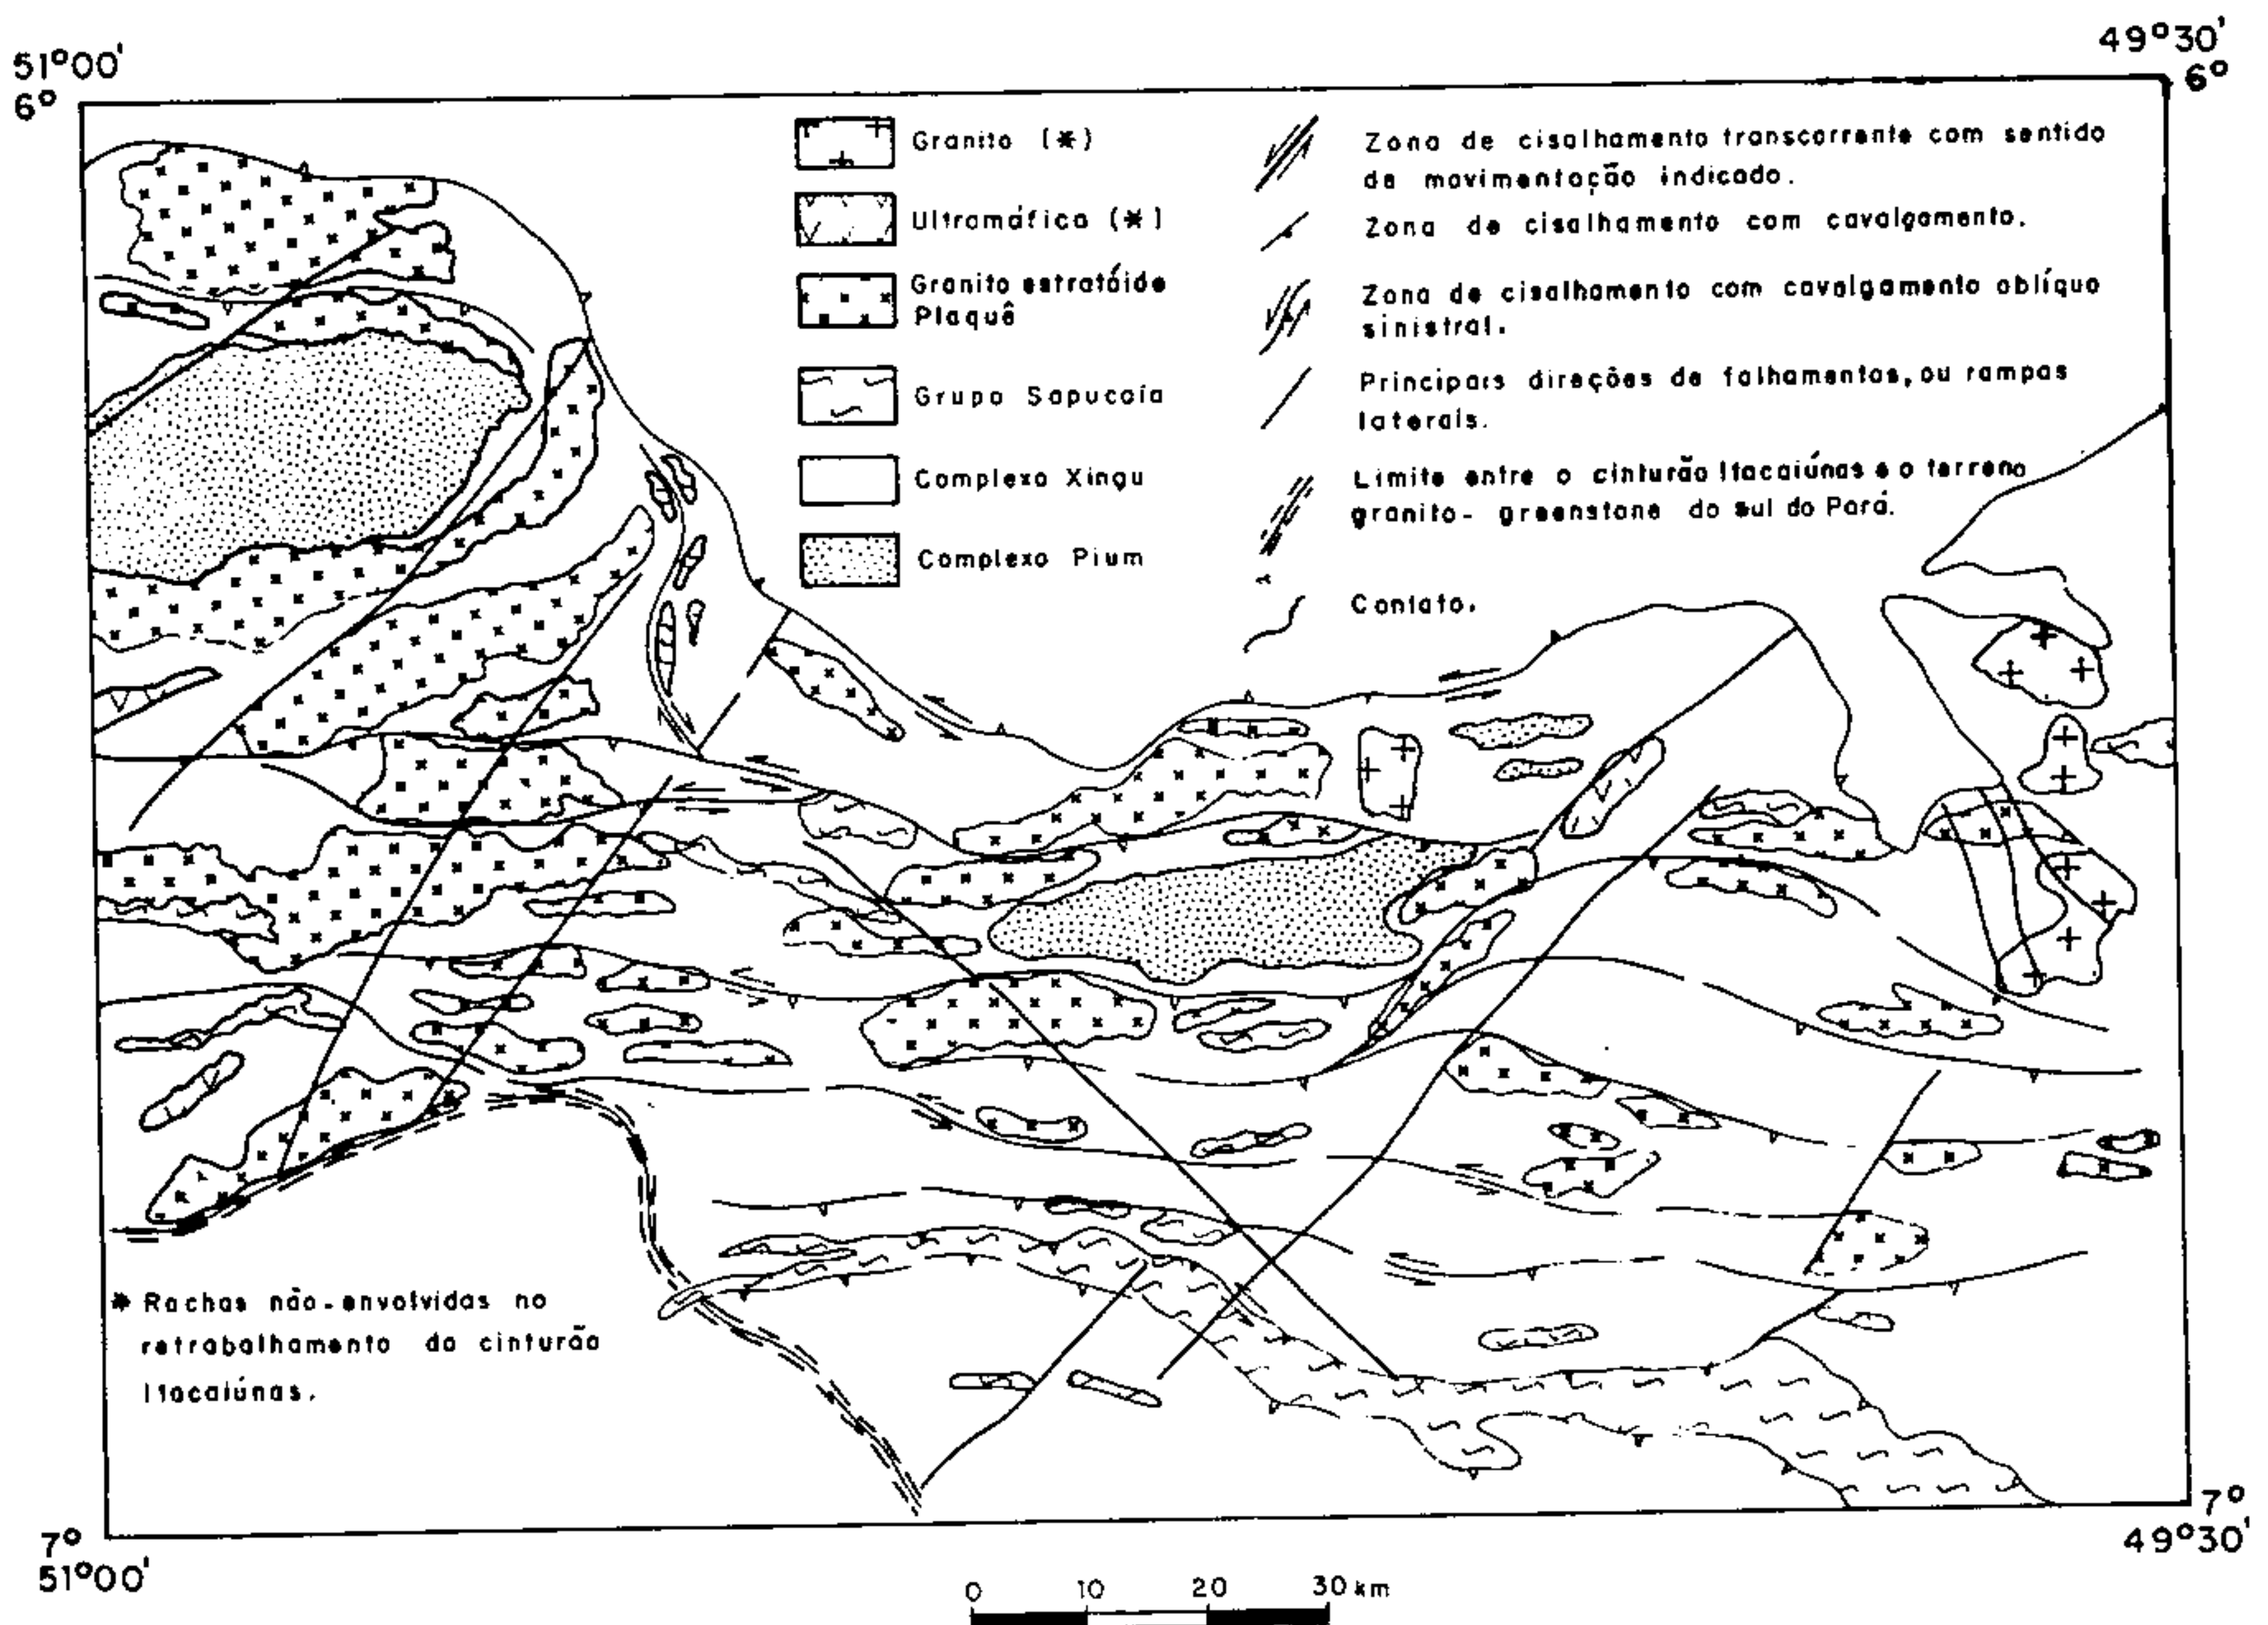 51°00'
49°30'
6°
6°
Granito (*)
Ultramáfica (*)
Granito estratóide
Plaquê
Grupo Sapucaia
Complexo Xingu
Complexo Pium
Zona de cisalhamento transcorrente com sentido
de movimentação indicado.
Zona de cisalhamento com cavalgamento.
Zona de cisalhamento com cavalgamento oblíquo
sinistral.
Principais direções de falhamentos, ou rampas
laterais.
Limite entre o cinturão Itacaiúnas e o terreno
granito- greenstone do sul do Pará.
Contato.
* Rochas não-envolvidas no
retrabalhamento do cinturão
Itacaiúnas.
7°
7°
51°00'
49°30'
0 10 20 30 km